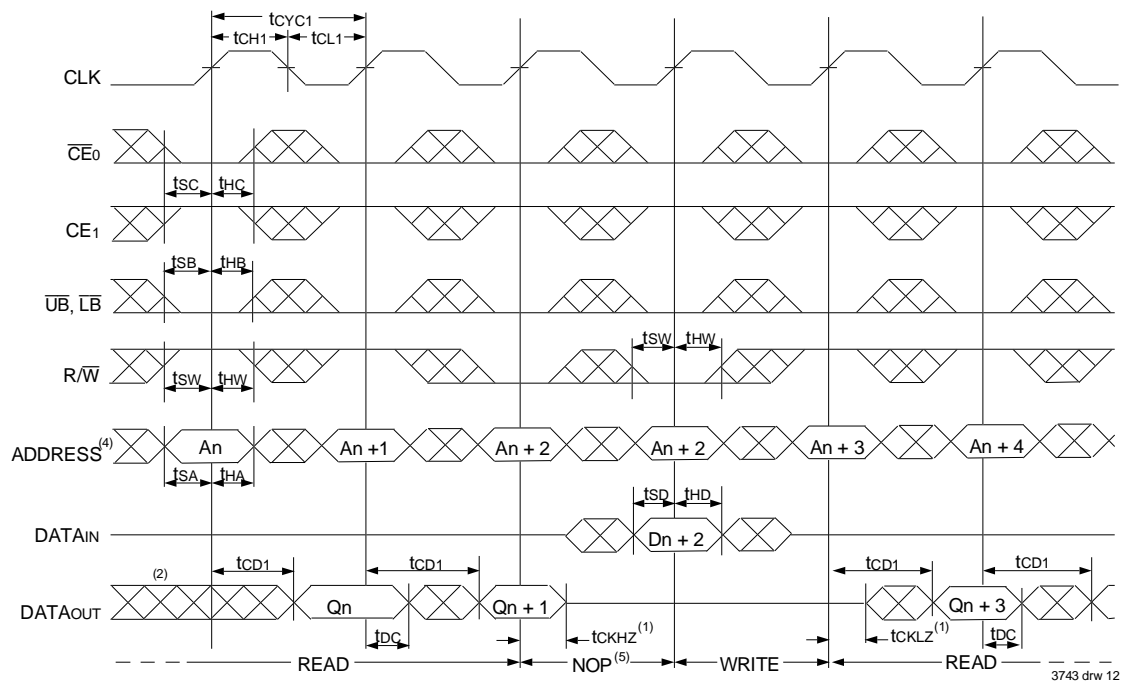 tCYC1
tCH1 tCL1
CLK
CE0
tSC tHC
CE1
tSB tHB
UB, LB
tSW tHW
R/W
tSW tHW
ADDRESS(4) An An +1 An + 2 An + 2 An + 3 An + 4
tSA tHA
tSD tHD
DATAIN Dn + 2
(2) tCD1 tCD1 tCD1 tCD1
DATAOUT Qn Qn + 1 Qn + 3
tDC tCKHZ(1) tCKLZ(1) tDC
READ NOP(5) WRITE READ
3743 drw 12